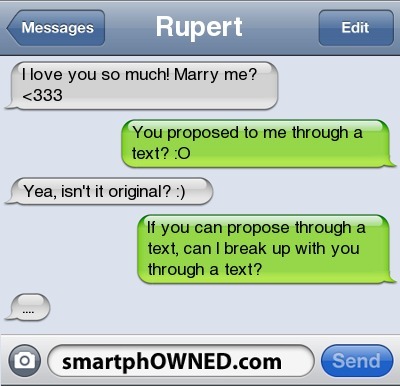 Messages Rupert Edit
I love you so much! Marry me?
<333
You proposed to me through a
text? :O
Yea, isn't it original? :)
If you can propose through a
text, can I break up with you
through a text?
....
smartphOWNED.com Send